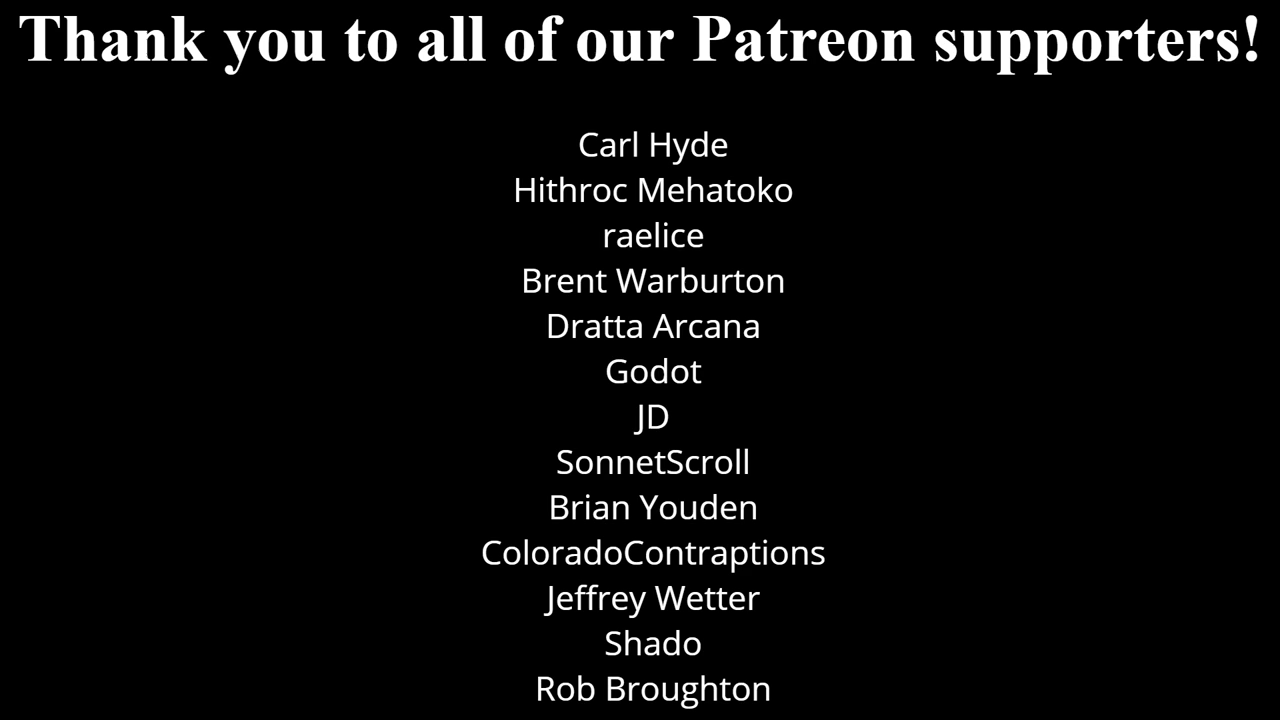 Thank you to all of our Patreon supporters!
Carl Hyde
Hithroc Mehatoko
raelice
Brent Warburton
Dratta Arcana
Godot
JD
SonnetScroll
Brian Youden
ColoradoContraptions
Jeffrey Wetter
Shado
Rob Broughton